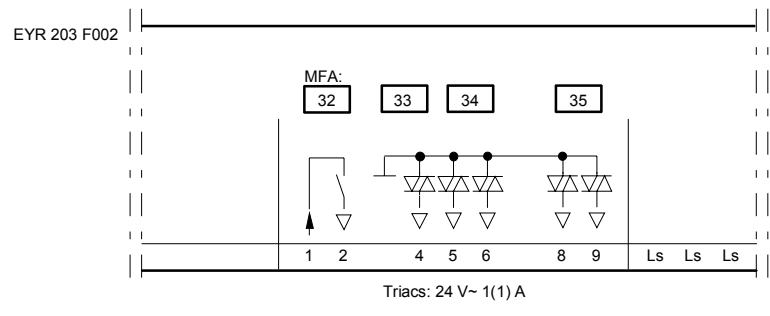 EYR 203 F002
MFA:
32 33 34 35
1 2 4 5 6 8 9 Ls Ls Ls
Triacs: 24 V~ 1(1) A